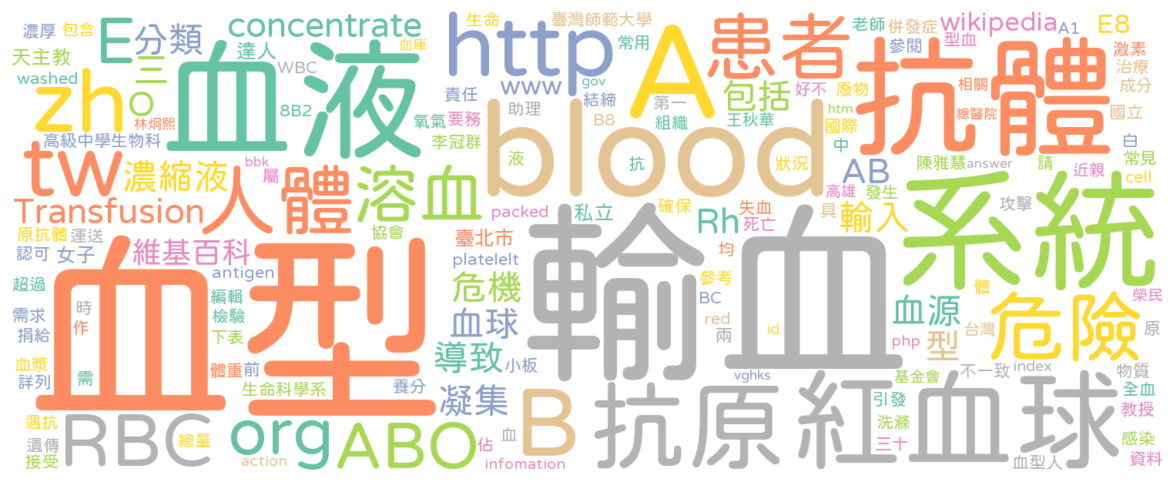 濃厚 包含 concentrate 生命 臺灣師範大學 老師 併發症 wikipedia A1 E8
天主教 E 分類 達人 血庫 http 常用 A 患者 參閱 型血 激素
washed 三 血液 WBC www gov 結締 第一 包括 好不 廢物 抗體 相關 治療
zh o 8B2 責任 助理 B8 組織 王秋華 htm 國際 總醫院 成分
林炯熙 氧氣 要務 blood 中 國立
高級中學生物科 李冠群 白
tw 濃縮液 bbk 屬 人體 溶血 液 抗 狀況 AB 陳雅慧 answer 請 近親 常見 cell
Transfusion packed 私立 確保 失血 高雄 發生 系統 攻擊
原抗體 運送 協會 臺北市 Rh 死亡 具 輸入
認可 女子 維基百科 antigen platelelt 輸血 均
超過 血型 編輯 危機 參考 體 榮民
需求 時 檢驗 血球 BC red id 血源 危險
捐給 作 下表 導致 兩 php 型 台灣 原
血漿 體重 前 小板 基金會 不一致 index 物質
詳列 需 生命科學系 養分 凝集 vghks 引發 全血
遇抗 RBC 總量 org ABO B 抗原 紅血球 洗滌 教授
遺傳 佔 血 三十 感染
接受 action infomation 血型人 資料